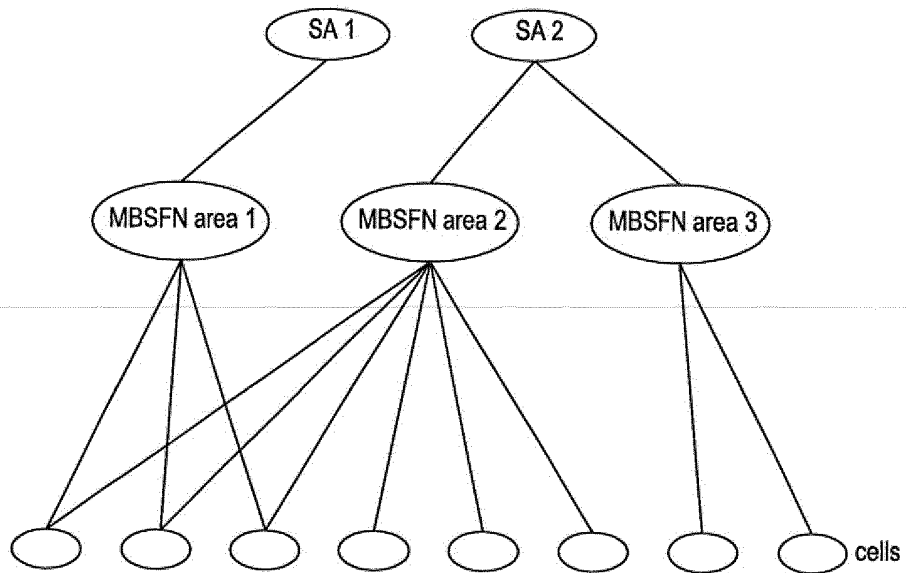 SA 1
SA 2
MBSFN area 1
MBSFN area 2
MBSFN area 3
cells